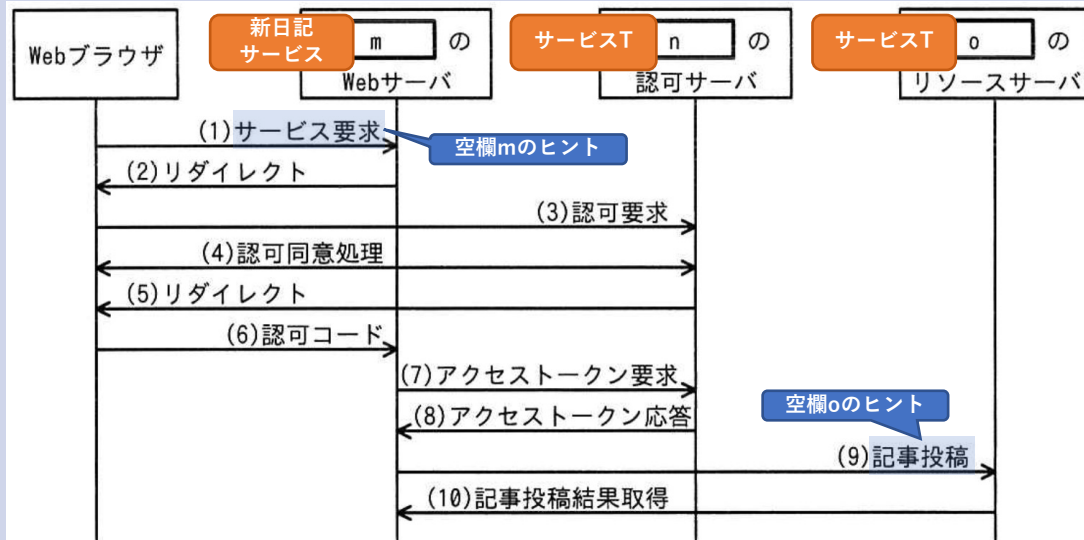 Webブラウザ
新日記
サービス
m の
Webサーバ
サービスT
n の
認可サーバ
サービスT
o の
リソースサーバ
(1)サービス要求
空欄mのヒント
(2)リダイレクト
(3)認可要求
(4)認可同意処理
(5)リダイレクト
(6)認可コード
(7)アクセストークン要求
(8)アクセストークン応答
空欄oのヒント
(9)記事投稿
(10)記事投稿結果取得